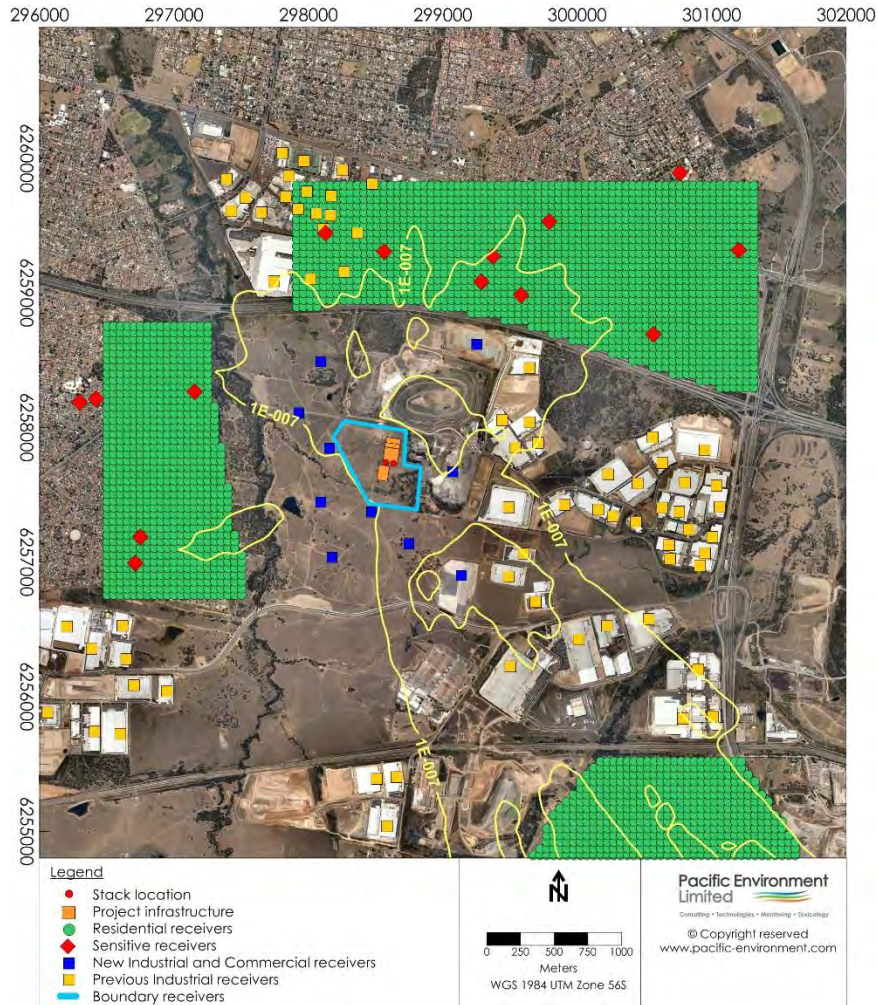 296000 297000 298000 299000 300000 301000 302000
6260000
6259000
6258000
6257000
6256000
6255000
1E-007
1E-007
1E-007
1E-007
1E-007
Legend
Stack location
Project infrastructure
Residential receivers
Sensitive receivers
New Industrial and Commercial receivers
Previous Industrial receivers
Boundary receivers
N
0 250 500 750 1000
Meters
WGS 1984 UTM Zone 56S
Pacific Environment
Limited
Consulting • Technologies • Monitoring • Toxicology
© Copyright reserved
www.pacific-environment.com